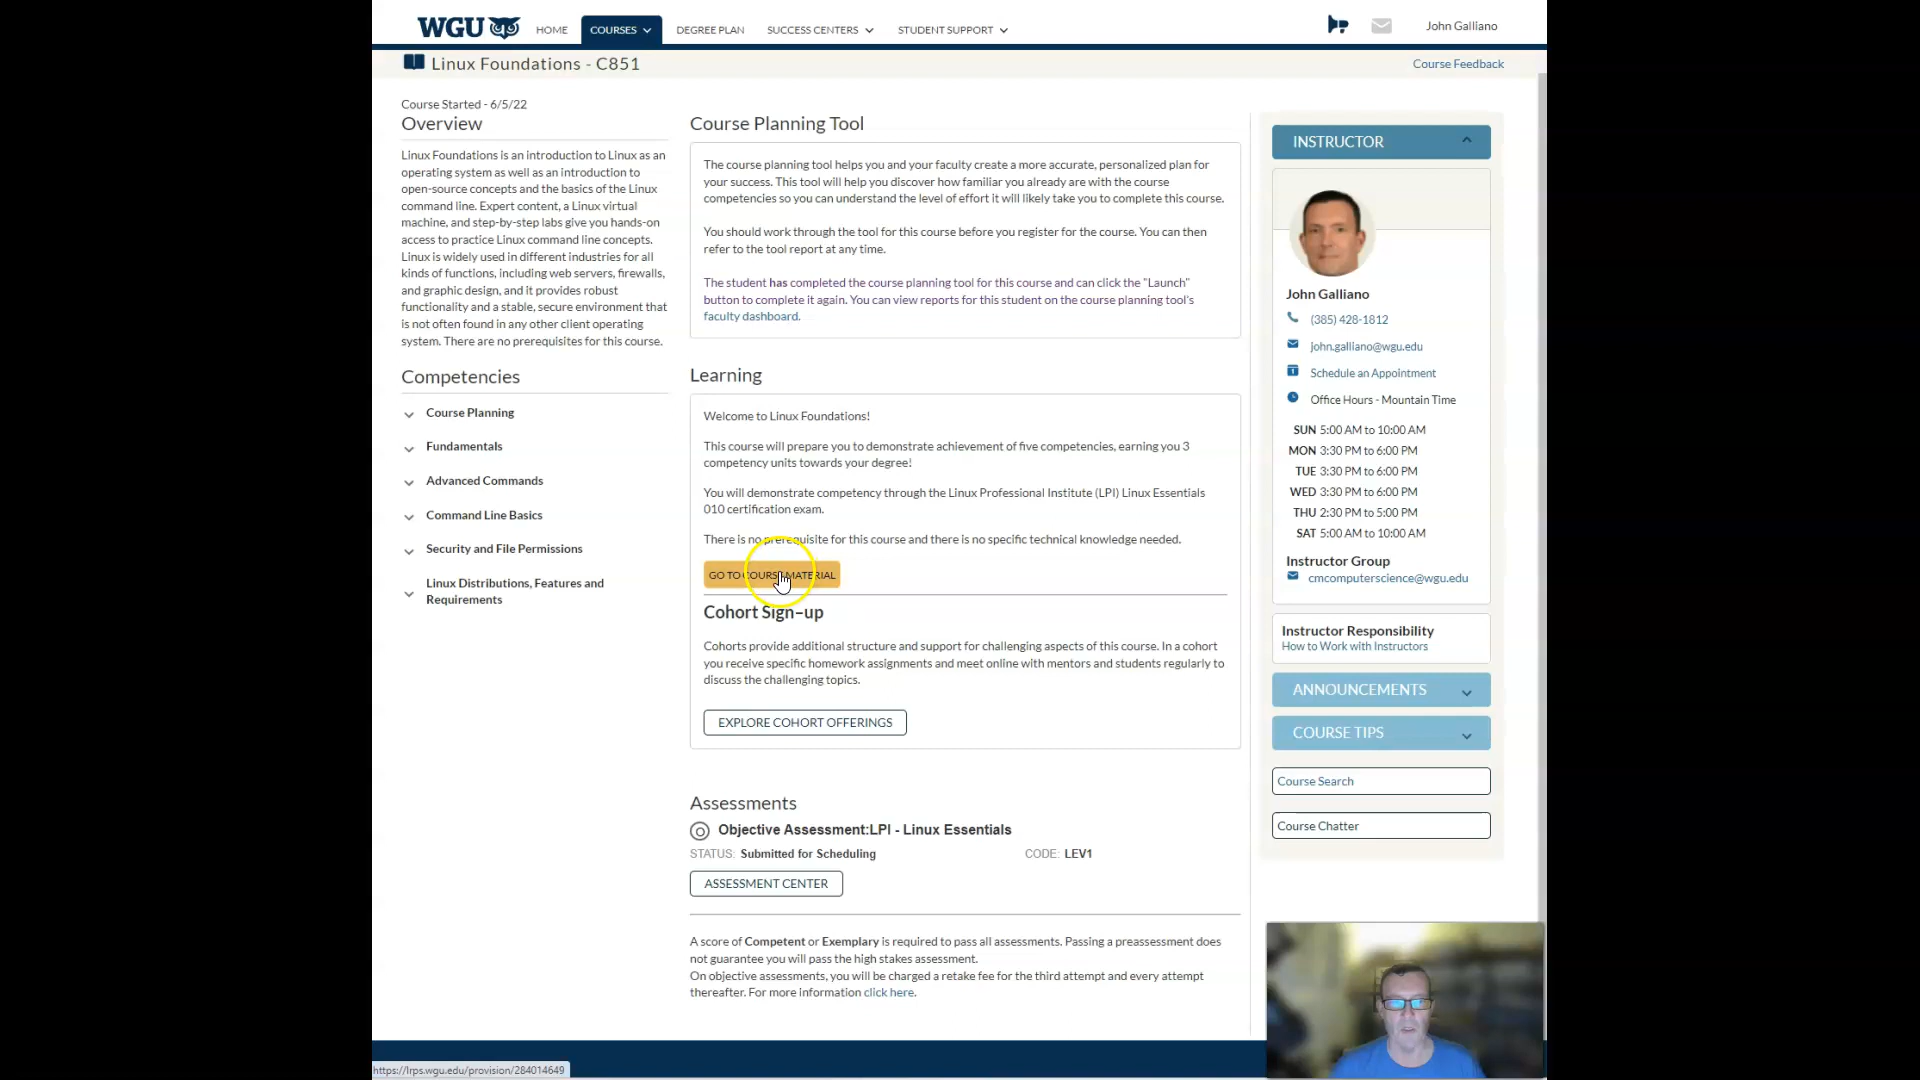 WGU
HOME
COURSES
DEGREE PLAN
SUCCESS CENTERS
STUDENT SUPPORT
John Galliano
Linux Foundations - C851
Course Feedback
Course Started - 6/5/22
Overview
Linux Foundations is an introduction to Linux as an
operating system as well as an introduction to
open-source concepts and the basics of the Linux
command line. Expert content, a Linux virtual
machine, and step-by-step labs give you hands-on
access to practice Linux command line concepts.
Linux is widely used in different industries for all
kinds of functions, including web servers, firewalls,
and graphic design, and it provides robust
functionality and a stable, secure environment that
is not often found in any other client operating
system. There are no prerequisites for this course.
Competencies
Course Planning
Fundamentals
Advanced Commands
Command Line Basics
Security and File Permissions
Linux Distributions, Features and
Requirements
Course Planning Tool
The course planning tool helps you and your faculty create a more accurate, personalized plan for
your success. This tool will help you discover how familiar you already are with the course
competencies so you can understand the level of effort it will likely take you to complete this course.
You should work through the tool for this course before you register for the course. You can then
refer to the tool report at any time.
The student has completed the course planning tool for this course and can click the "Launch"
button to complete it again. You can view reports for this student on the course planning tool's
faculty dashboard.
Learning
Welcome to Linux Foundations!
This course will prepare you to demonstrate achievement of five competencies, earning you 3
competency units towards your degree!
You will demonstrate competency through the Linux Professional Institute (LPI) Linux Essentials
010 certification exam.
There is no prerequisite for this course and there is no specific technical knowledge needed.
GO TO COURSE MATERIAL
Cohort Sign-up
Cohorts provide additional structure and support for challenging aspects of this course. In a cohort
you receive specific homework assignments and meet online with mentors and students regularly to
discuss the challenging topics.
EXPLORE COHORT OFFERINGS
Assessments
Objective Assessment:LPI - Linux Essentials
STATUS: Submitted for Scheduling
CODE: LEV1
ASSESSMENT CENTER
A score of Competent or Exemplary is required to pass all assessments. Passing a preassessment does
not guarantee you will pass the high stakes assessment.
On objective assessments, you will be charged a retake fee for the third attempt and every attempt
thereafter. For more information click here.
INSTRUCTOR
John Galliano
(385) 428-1812
john.galliano@wgu.edu
Schedule an Appointment
Office Hours - Mountain Time
SUN 5:00 AM to 10:00 AM
MON 3:30 PM to 6:00 PM
TUE 3:30 PM to 6:00 PM
WED 3:30 PM to 6:00 PM
THU 2:30 PM to 5:00 PM
SAT 5:00 AM to 10:00 AM
Instructor Group
cmcomputerscience@wgu.edu
Instructor Responsibility
How to Work with Instructors
ANNOUNCEMENTS
COURSE TIPS
Course Search
Course Chatter
https://lrps.wgu.edu/provision/284014649